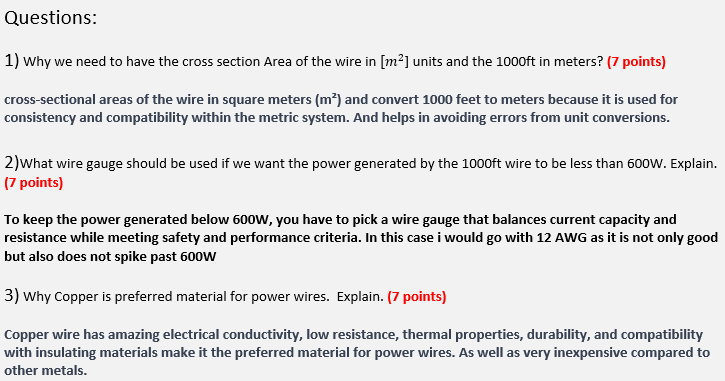 Questions:
1) Why we need to have the cross section Area of the wire in [m²] units and the 1000ft in meters? (7 points)
cross-sectional areas of the wire in square meters (m²) and convert 1000 feet to meters because it is used for
consistency and compatibility within the metric system. And helps in avoiding errors from unit conversions.
2)What wire gauge should be used if we want the power generated by the 1000ft wire to be less than 600W. Explain.
(7 points)
To keep the power generated below 600W, you have to pick a wire gauge that balances current capacity and
resistance while meeting safety and performance criteria. In this case i would go with 12 AWG as it is not only good
but also does not spike past 600W
3) Why Copper is preferred material for power wires. Explain. (7 points)
Copper wire has amazing electrical conductivity, low resistance, thermal properties, durability, and compatibility
with insulating materials make it the preferred material for power wires. As well as very inexpensive compared to
other metals.